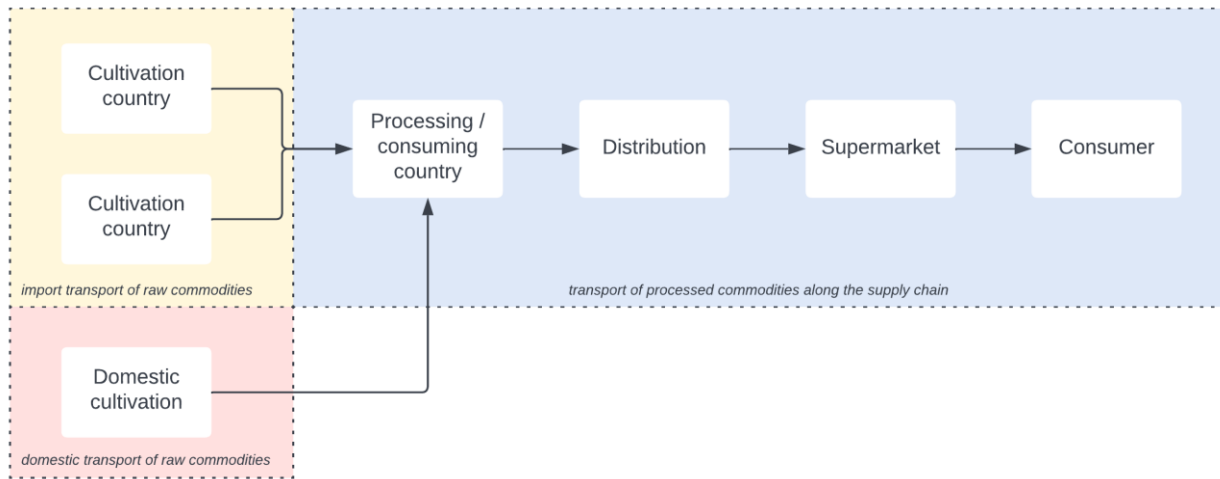 Cultivation
country
Cultivation
country
import transport of raw commodities
Processing /
consuming
country
Distribution
Supermarket
Consumer
transport of processed commodities along the supply chain
Domestic
cultivation
domestic transport of raw commodities